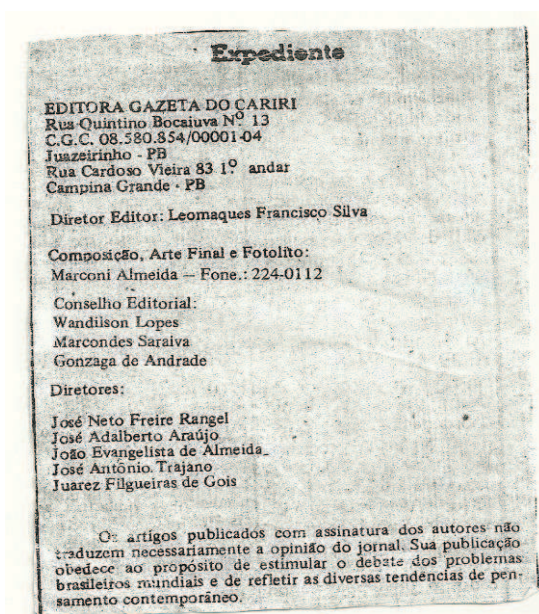 Expediente
EDITORA GAZETA DO CARIRI
Rua Quintino Bocaiuva Nº 13
C.G.C. 08.580.854/00001-04
Juazeirinho - PB
Rua Cardoso Vieira 83 1º andar
Campina Grande - PB
Diretor Editor: Leomaques Francisco Silva
Composição, Arte Final e Fotolito:
Marconi Almeida — Fone.: 224-0112
Conselho Editorial:
Wandilson Lopes
Marcondes Saraiva
Gonzaga de Andrade
Diretores:
José Neto Freire Rangel
José Adalberto Araújo
João Evangelista de Almeida
José Antônio Trajano
Juarez Filgueiras de Gois
Os artigos publicados com assinatura dos autores não
traduzem necessariamente a opinião do jornal. Sua publicação
obedece ao propósito de estimular o debate dos problemas
brasileiros mundiais e de refletir as diversas tendências de pen-
samento contemporâneo.